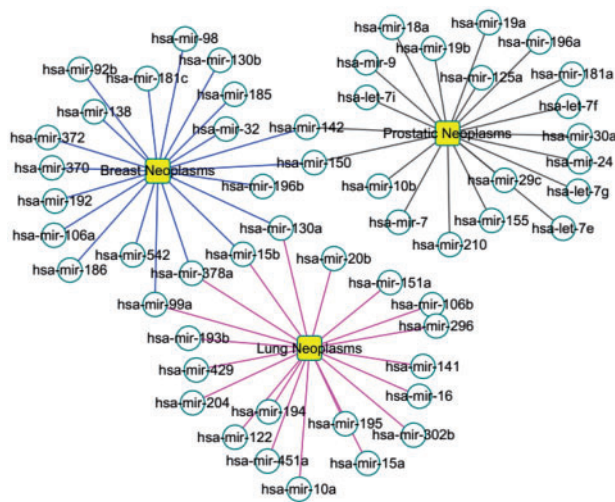 hsa-mir-98
hsa-mir-18a
hsa-mir-19a
hsa-mir-92b
hsa-mir-130b
hsa-mir-19b
hsa-mir-196a
hsa-mir-181c
hsa-mir-9
hsa-mir-125a
hsa-mir-181a
hsa-mir-138
hsa-mir-185
hsa-let-7i
hsa-let-7f
hsa-mir-372
hsa-mir-32
hsa-mir-142
Prostatic Neoplasms
hsa-mir-30a
hsa-mir-370
Breast Neoplasms
hsa-mir-150
hsa-mir-24
hsa-mir-192
hsa-mir-196b
hsa-mir-10b
hsa-mir-29c
hsa-let-7g
hsa-mir-106a
hsa-mir-130a
hsa-mir-7
hsa-mir-155
hsa-let-7e
hsa-mir-186
hsa-mir-542
hsa-mir-15b
hsa-mir-210
hsa-mir-378a
hsa-mir-20b
hsa-mir-99a
hsa-mir-151a
hsa-mir-106b
hsa-mir-193b
hsa-mir-296
Lung Neoplasms
hsa-mir-429
hsa-mir-141
hsa-mir-204
hsa-mir-16
hsa-mir-194
hsa-mir-195
hsa-mir-122
hsa-mir-302b
hsa-mir-451a
hsa-mir-15a
hsa-mir-10a